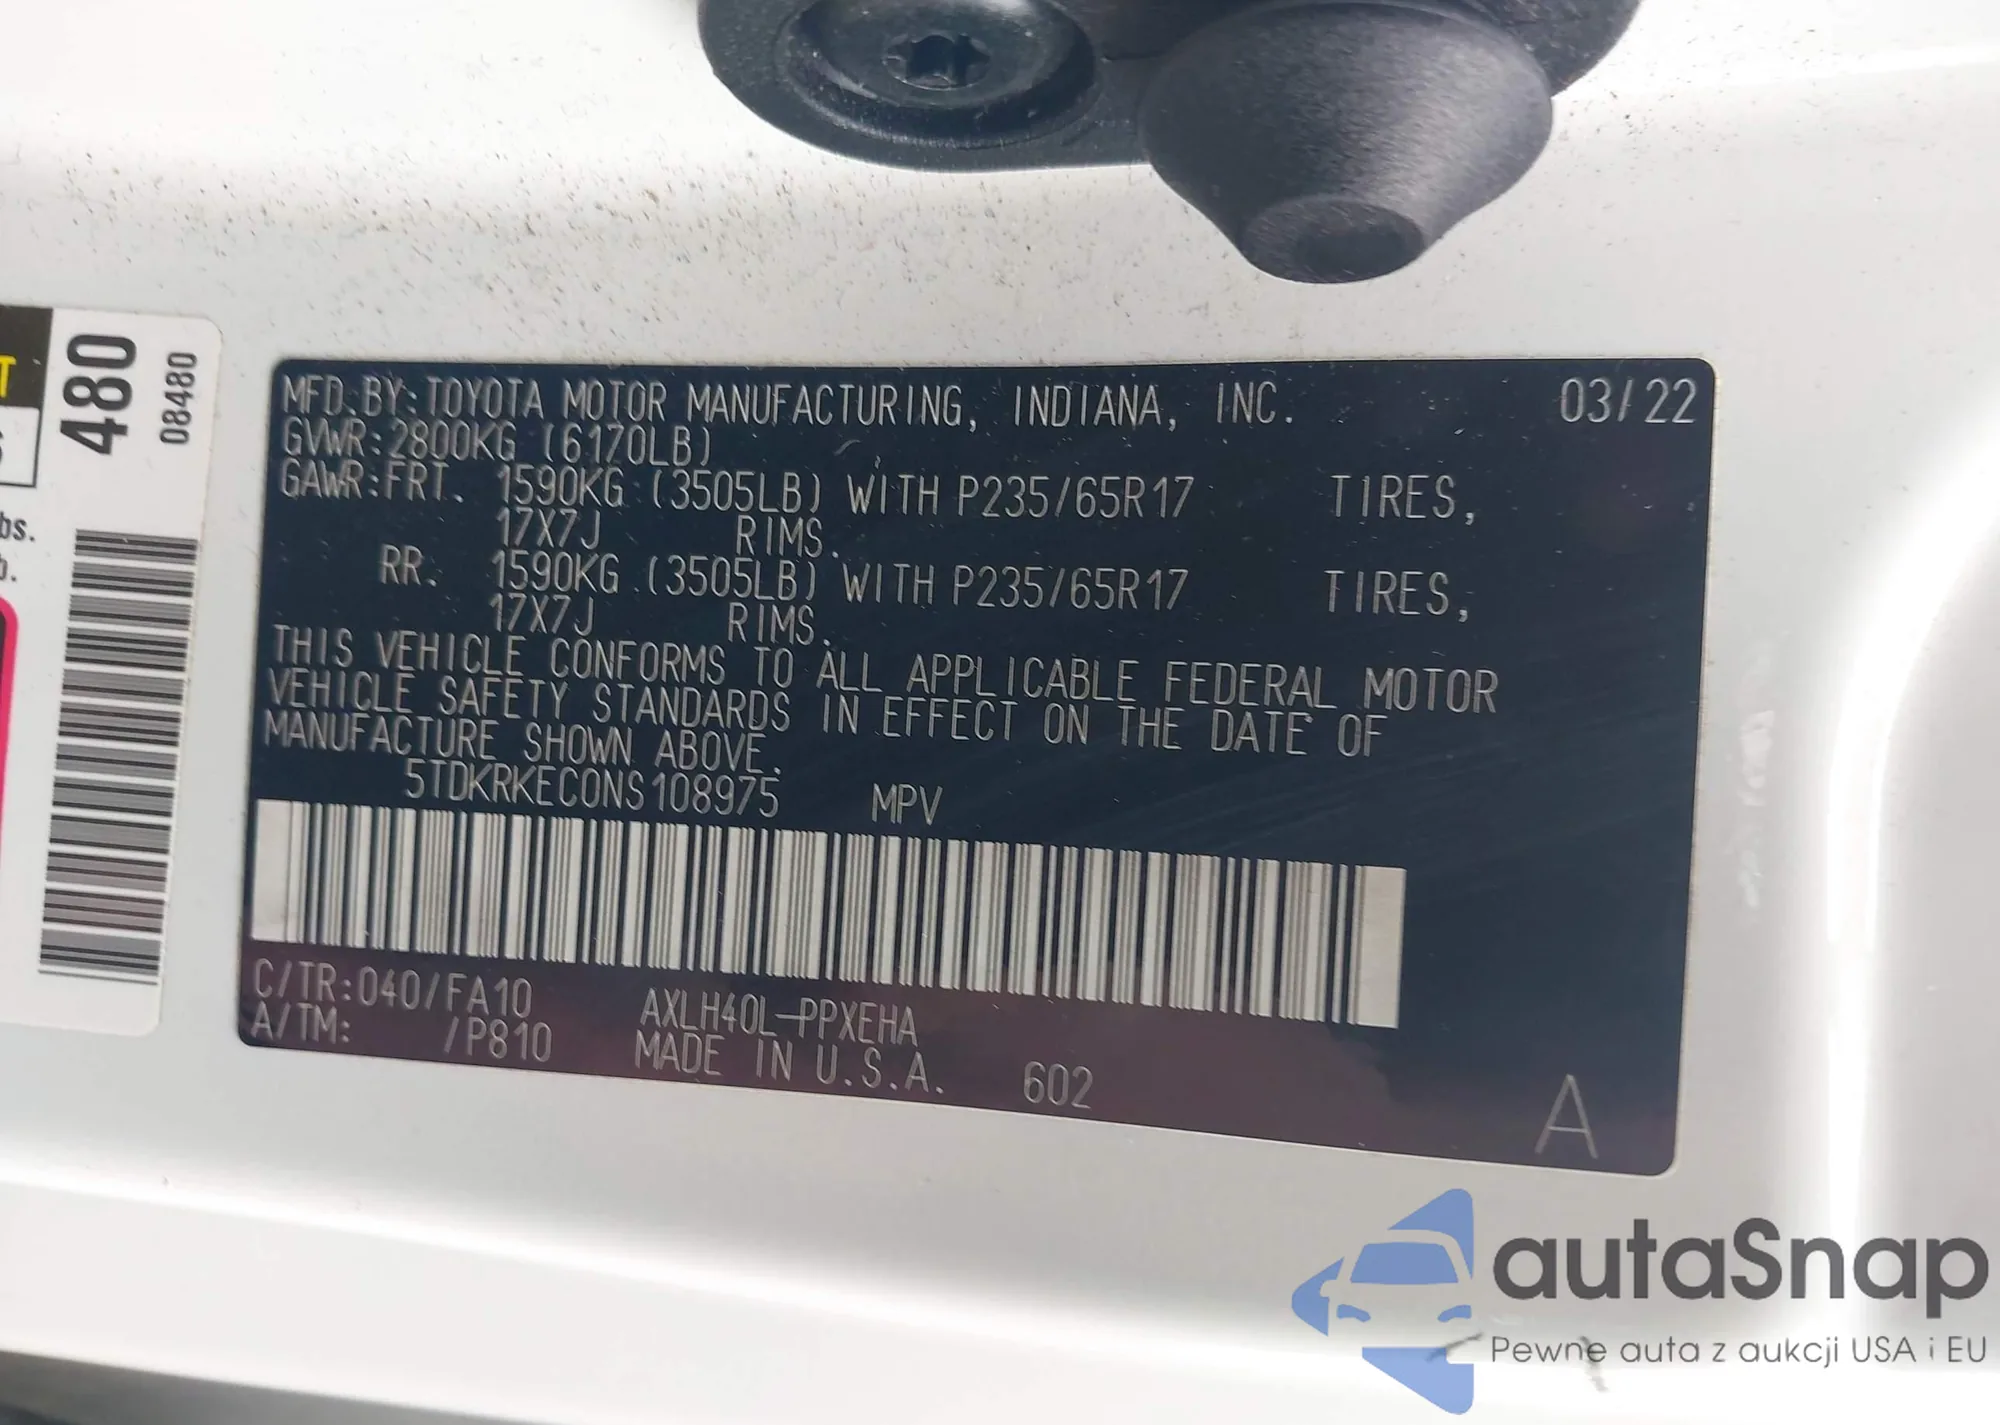 MFD.BY:TOYOTA MOTOR MANUFACTURING, INDIANA, INC. 03/22
GVWR:2800KG (6170LB)
GAWR:FRT. 1590KG (3505LB) WITH P235/65R17 TIRES,
17X7J RIMS.
RR. 1590KG (3505LB) WITH P235/65R17 TIRES,
17X7J RIMS.
THIS VEHICLE CONFORMS TO ALL APPLICABLE FEDERAL MOTOR
VEHICLE SAFETY STANDARDS IN EFFECT ON THE DATE OF
MANUFACTURE SHOWN ABOVE.
5TDKRKEC0NS108975 MPV
C/TR:040/FA10 AXLH40L-PPXEHA
A/TM: /P810 MADE IN U.S.A. 602
A
480
08480
T
bs.
autaSnap
Pewne auta z aukcji USA i EU